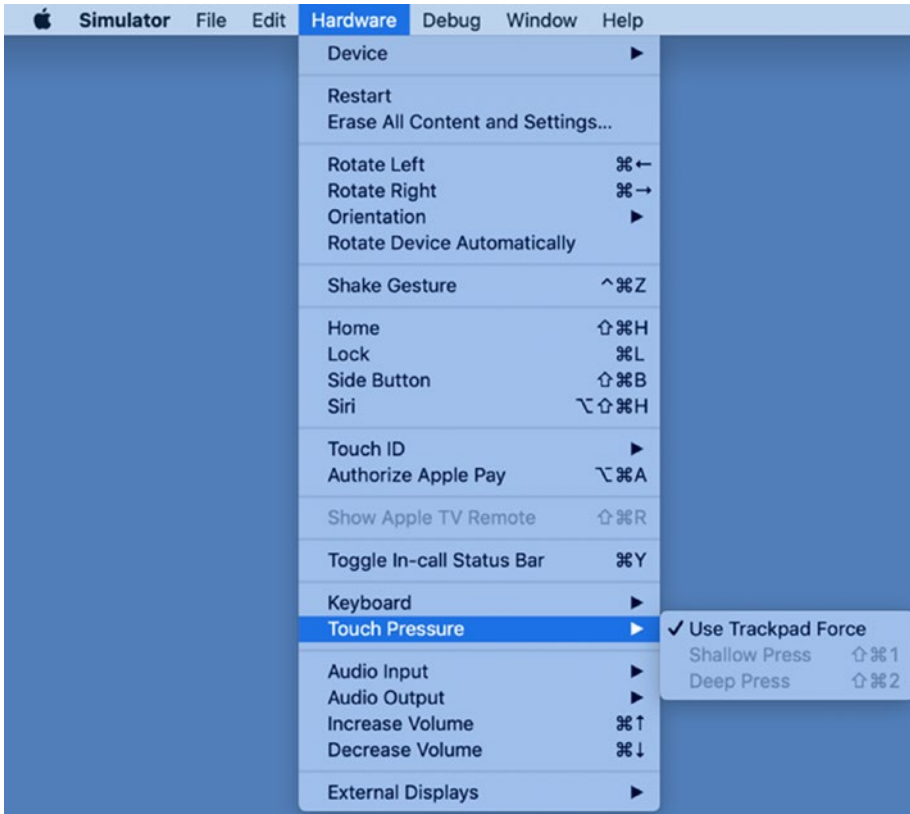 Simulator File Edit Hardware Debug Window Help
Device ▶
Restart
Erase All Content and Settings...
Rotate Left ⌘←
Rotate Right ⌘→
Orientation ▶
Rotate Device Automatically
Shake Gesture ^⌘Z
Home ⇧⌘H
Lock ⌘L
Side Button ⇧⌘B
Siri ⌥⇧⌘H
Touch ID ▶
Authorize Apple Pay ⌥⌘A
Show Apple TV Remote ⇧⌘R
Toggle In-call Status Bar ⌘Y
Keyboard ▶
Touch Pressure ▶
✓ Use Trackpad Force
Shallow Press ⇧⌘1
Deep Press ⇧⌘2
Audio Input ▶
Audio Output ▶
Increase Volume ⌘↑
Decrease Volume ⌘↓
External Displays ▶